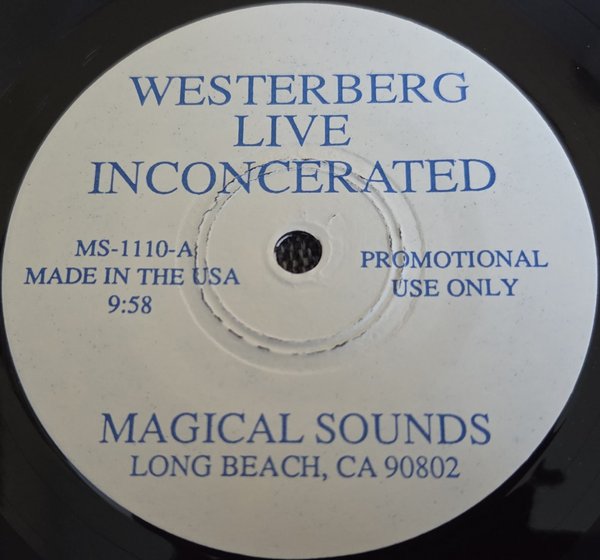 WESTERBERG
LIVE
INCONCERATED
MS-1110-A
MADE IN THE USA
9:58
PROMOTIONAL
USE ONLY
MAGICAL SOUNDS
LONG BEACH, CA 90802